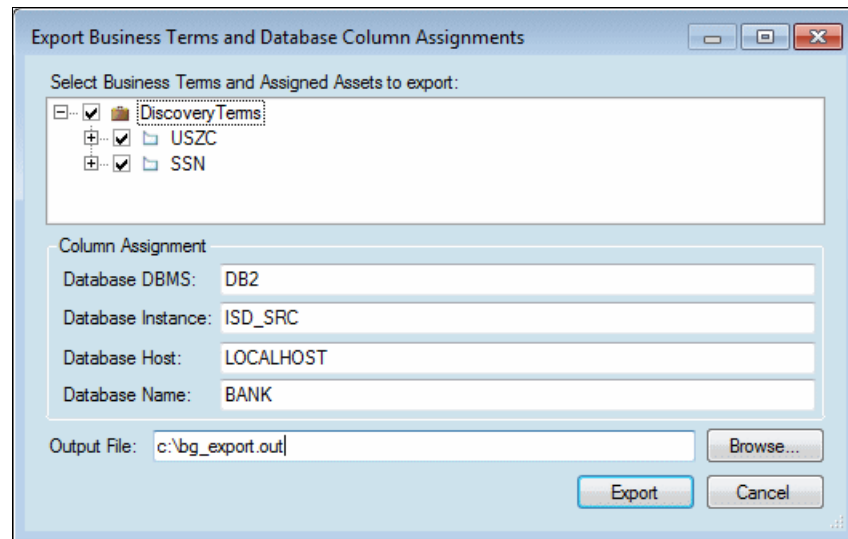 Export Business Terms and Database Column Assignments
Select Business Terms and Assigned Assets to export:
DiscoveryTerms
USZC
SSN
Column Assignment
Database DBMS: DB2
Database Instance: ISD_SRC
Database Host: LOCALHOST
Database Name: BANK
Output File: c:\bg_export.out Browse...
Export Cancel